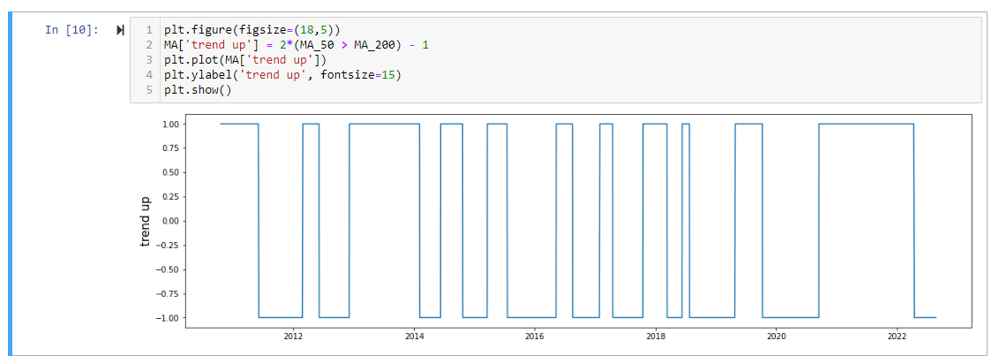 In [10]:
1 plt.figure(figsize=(18,5))
2 MA['trend up'] = 2*(MA_50 > MA_200) - 1
3 plt.plot(MA['trend up'])
4 plt.ylabel('trend up', fontsize=15)
5 plt.show()
1.00
0.75
0.50
0.25
0.00
−0.25
−0.50
−0.75
−1.00
trend up
2012 2014 2016 2018 2020 2022